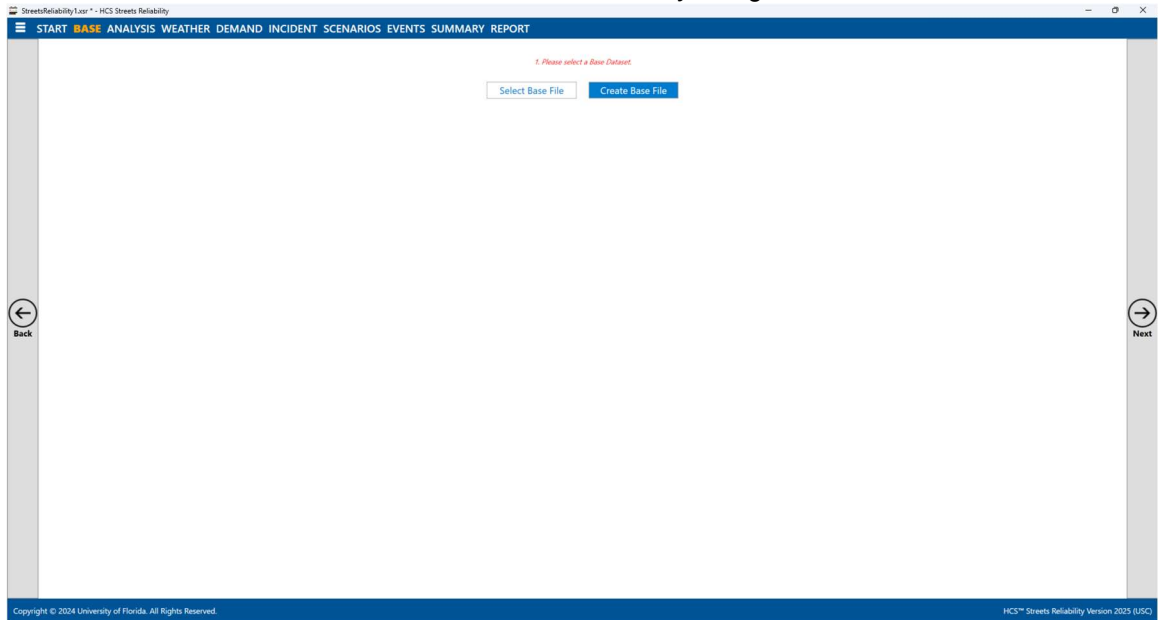 StreetsReliability1.xsr * - HCS Streets Reliability
START BASE ANALYSIS WEATHER DEMAND INCIDENT SCENARIOS EVENTS SUMMARY REPORT
1. Please select a Base Dataset.
Select Base File Create Base File
Back Next
Copyright © 2024 University of Florida. All Rights Reserved. HCS™ Streets Reliability Version 2025 (USC)